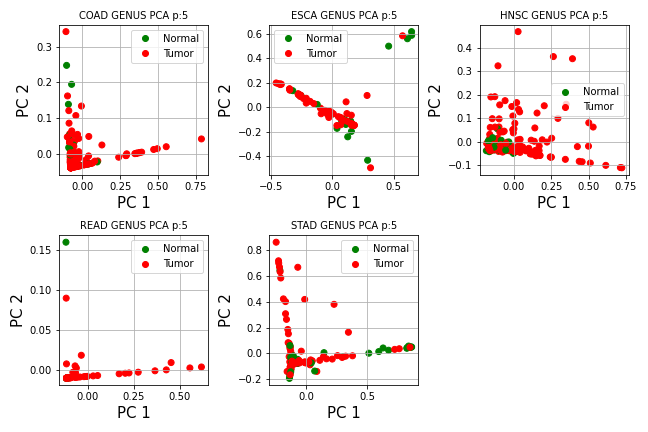 COAD GENUS PCA p:5
PC 2
0.3
0.2
0.1
0.0
Normal
Tumor
0.00 0.25 0.50 0.75
PC 1
ESCA GENUS PCA p:5
PC 2
0.6
0.4
0.2
0.0
−0.2
−0.4
Normal
Tumor
−0.5 0.0 0.5
PC 1
HNSC GENUS PCA p:5
PC 2
0.4
0.3
0.2
0.1
0.0
−0.1
Normal
Tumor
0.00 0.25 0.50 0.75
PC 1
READ GENUS PCA p:5
PC 2
0.15
0.10
0.05
0.00
Normal
Tumor
0.00 0.25 0.50
PC 1
STAD GENUS PCA p:5
PC 2
0.8
0.6
0.4
0.2
0.0
−0.2
Normal
Tumor
0.0 0.5
PC 1